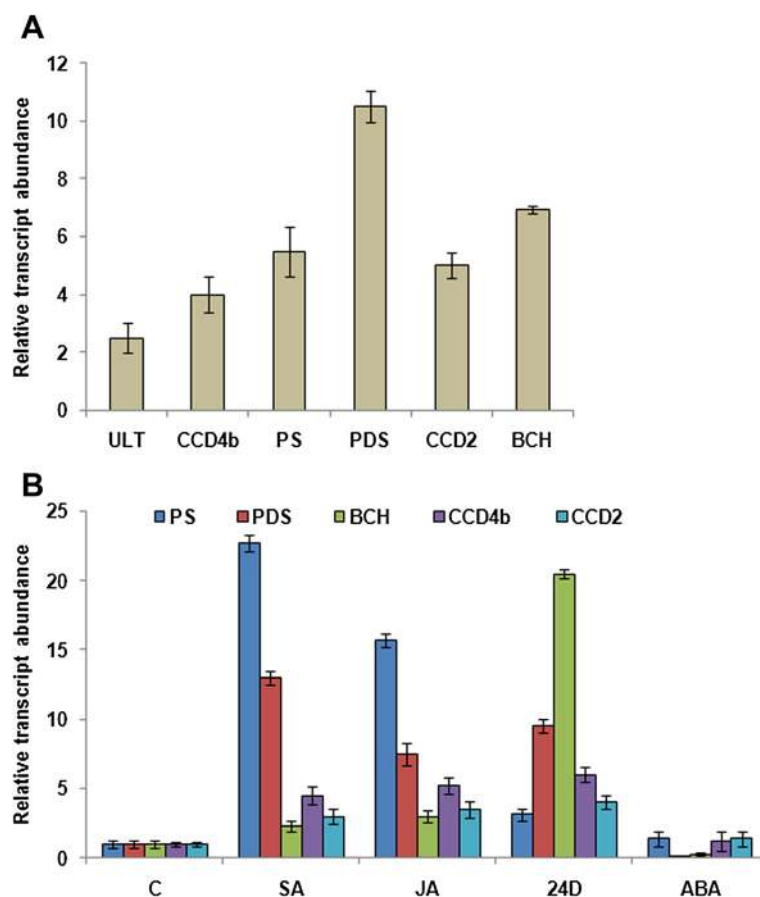 A
Relative transcript abundance
12
10
8
6
4
2
0
ULT CCD4b PS PDS CCD2 BCH
B
Relative transcript abundance
25
20
15
10
5
0
PS PDS BCH CCD4b CCD2
C SA JA 24D ABA